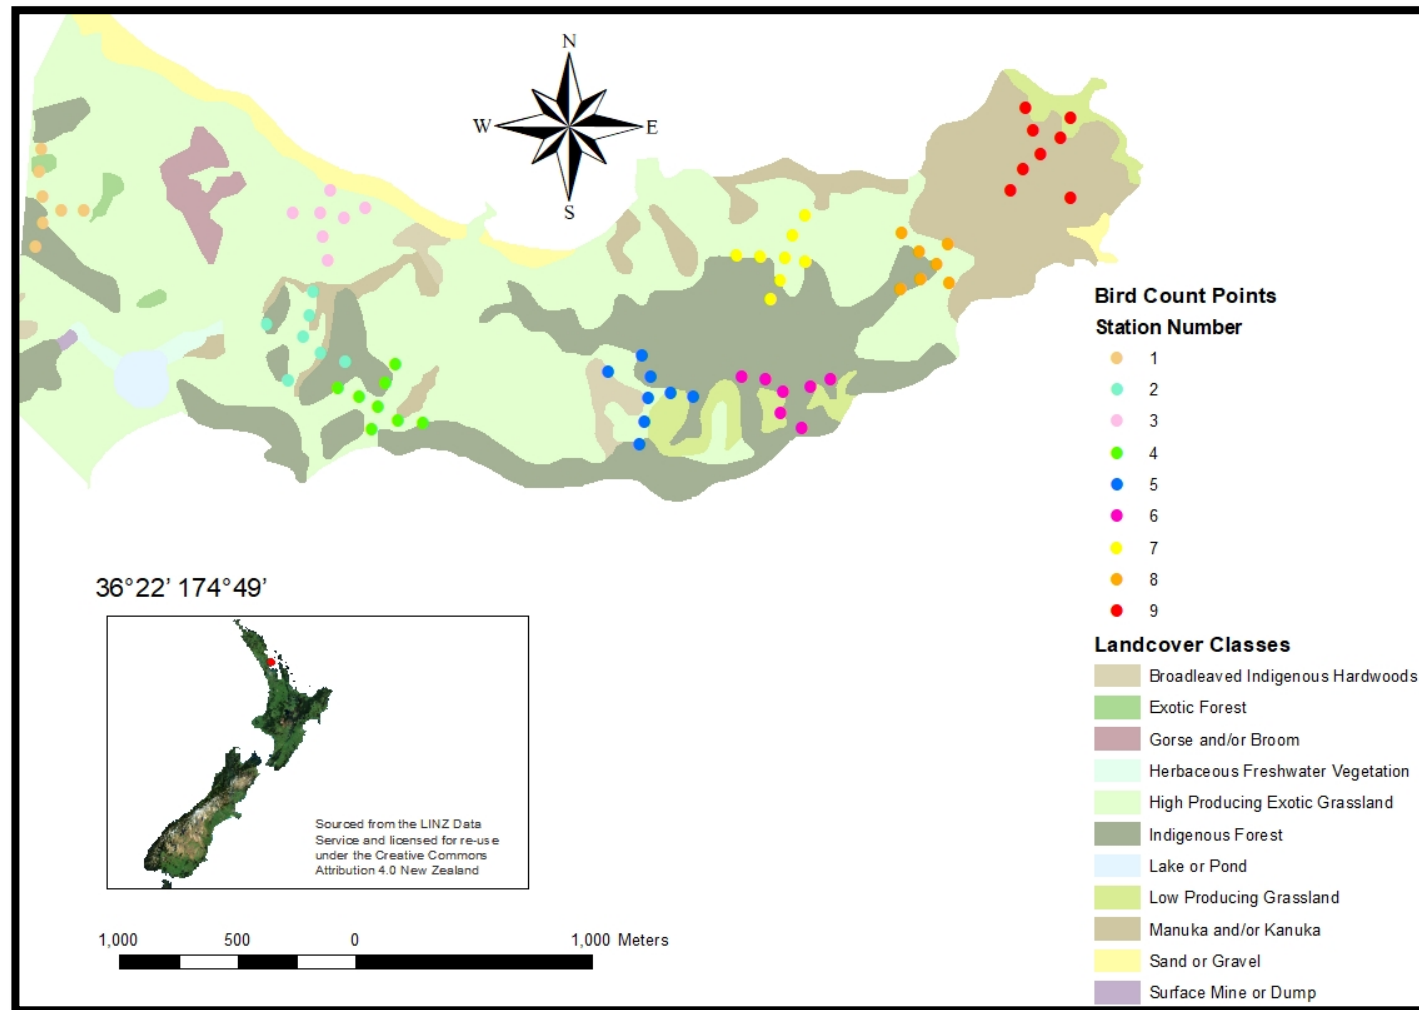 N
W
E
S
Bird Count Points
Station Number
1
2
3
4
5
6
7
8
9
Landcover Classes
Broadleaved Indigenous Hardwoods
Exotic Forest
Gorse and/or Broom
Herbaceous Freshwater Vegetation
High Producing Exotic Grassland
Indigenous Forest
Lake or Pond
Low Producing Grassland
Manuka and/or Kanuka
Sand or Gravel
Surface Mine or Dump
36°22' 174°49'
Sourced from the LINZ Data
Service and licensed for re-use
under the Creative Commons
Attribution 4.0 New Zealand
1,000 500 0 1,000 Meters